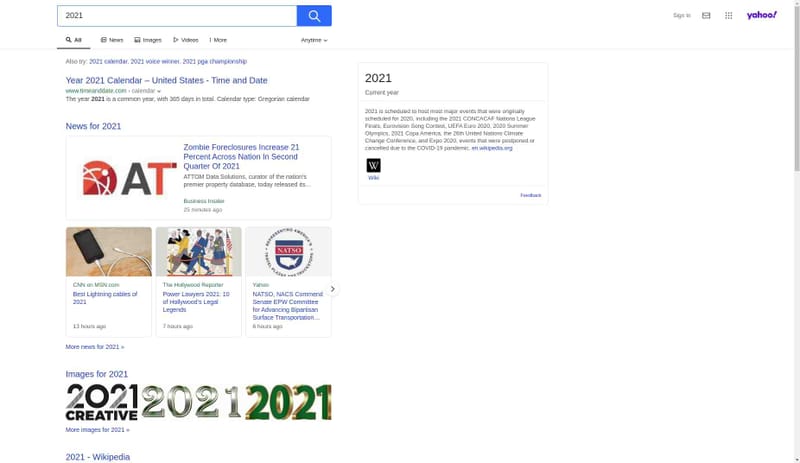 2021
Sign In
yahoo!
All
News
Images
Videos
More
Anytime
Also try: 2021 calendar, 2021 voice winner, 2021 pga championship
Year 2021 Calendar – United States - Time and Date
www.timeanddate.com › calendar
The year 2021 is a common year, with 365 days in total. Calendar type: Gregorian calendar
News for 2021
ATT
Zombie Foreclosures Increase 21
Percent Across Nation In Second
Quarter Of 2021
ATTOM Data Solutions, curator of the nation's
premier property database, today released its...
Business Insider
25 minutes ago
CNN on MSN.com
Best Lightning cables of
2021
13 hours ago
The Hollywood Reporter
Power Lawyers 2021: 10
of Hollywood's Legal
Legends
7 hours ago
REPRESENTING AMERICA'S
NATSO
TRAVEL PLAZAS AND TRUCKSTOPS
Yahoo
NATSO, NACS Commend
Senate EPW Committee
for Advancing Bipartisan
Surface Transportation...
6 hours ago
More news for 2021 »
Images for 2021
2021
CREATIVE
2021
2021
More images for 2021 »
2021 - Wikipedia
2021
Current year
2021 is scheduled to host most major events that were originally
scheduled for 2020, including the 2021 CONCACAF Nations League
Finals, Eurovision Song Contest, UEFA Euro 2020, 2020 Summer
Olympics, 2021 Copa America, the 26th United Nations Climate
Change Conference, and Expo 2020, events that were postponed or
cancelled due to the COVID-19 pandemic. en.wikipedia.org
W
Wiki
Feedback